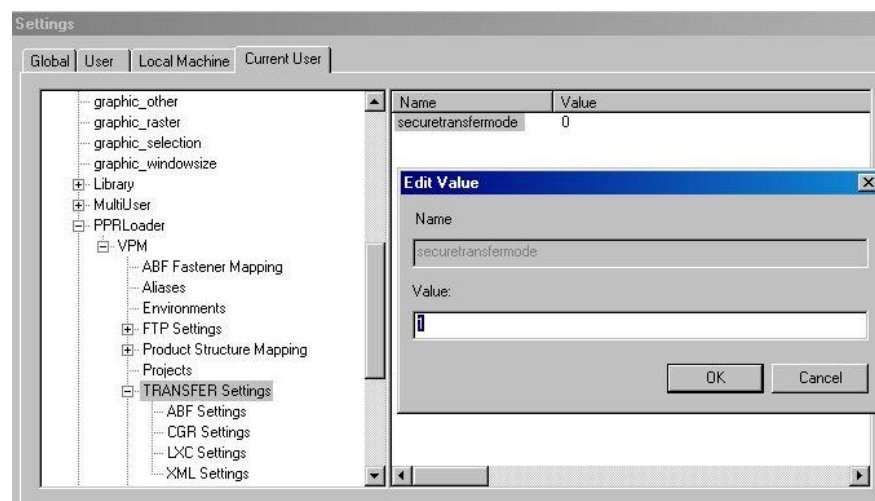 Settings
Global User Local Machine Current User
graphic_other
graphic_raster
graphic_selection
graphic_windowsize
Library
MultiUser
PPRLoader
VPM
ABF Fastener Mapping
Aliases
Environments
FTP Settings
Product Structure Mapping
Projects
TRANSFER Settings
ABF Settings
CGR Settings
LXC Settings
XML Settings
Name Value
securetransfermode 0
Edit Value
Name
securetransfermode
Value:
1
OK Cancel